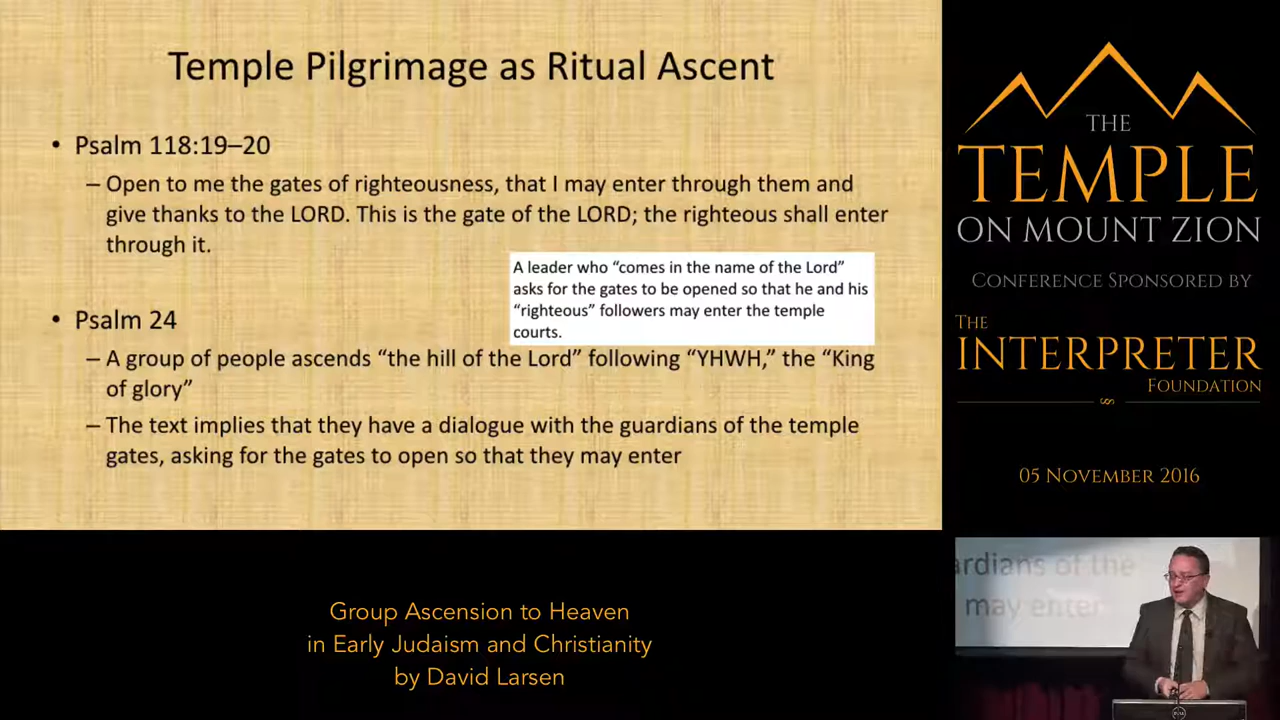 Temple Pilgrimage as Ritual Ascent
• Psalm 118:19–20
– Open to me the gates of righteousness, that I may enter through them and
give thanks to the LORD. This is the gate of the LORD; the righteous shall enter
through it.
A leader who “comes in the name of the Lord”
asks for the gates to be opened so that he and his
“righteous” followers may enter the temple
courts.
• Psalm 24
– A group of people ascends “the hill of the Lord” following “YHWH,” the “King
of glory”
– The text implies that they have a dialogue with the guardians of the temple
gates, asking for the gates to open so that they may enter
THE
TEMPLE
ON MOUNT ZION
CONFERENCE SPONSORED BY
THE
INTERPRETER
FOUNDATION
05 NOVEMBER 2016
ardians of the
may enter
Group Ascension to Heaven
in Early Judaism and Christianity
by David Larsen